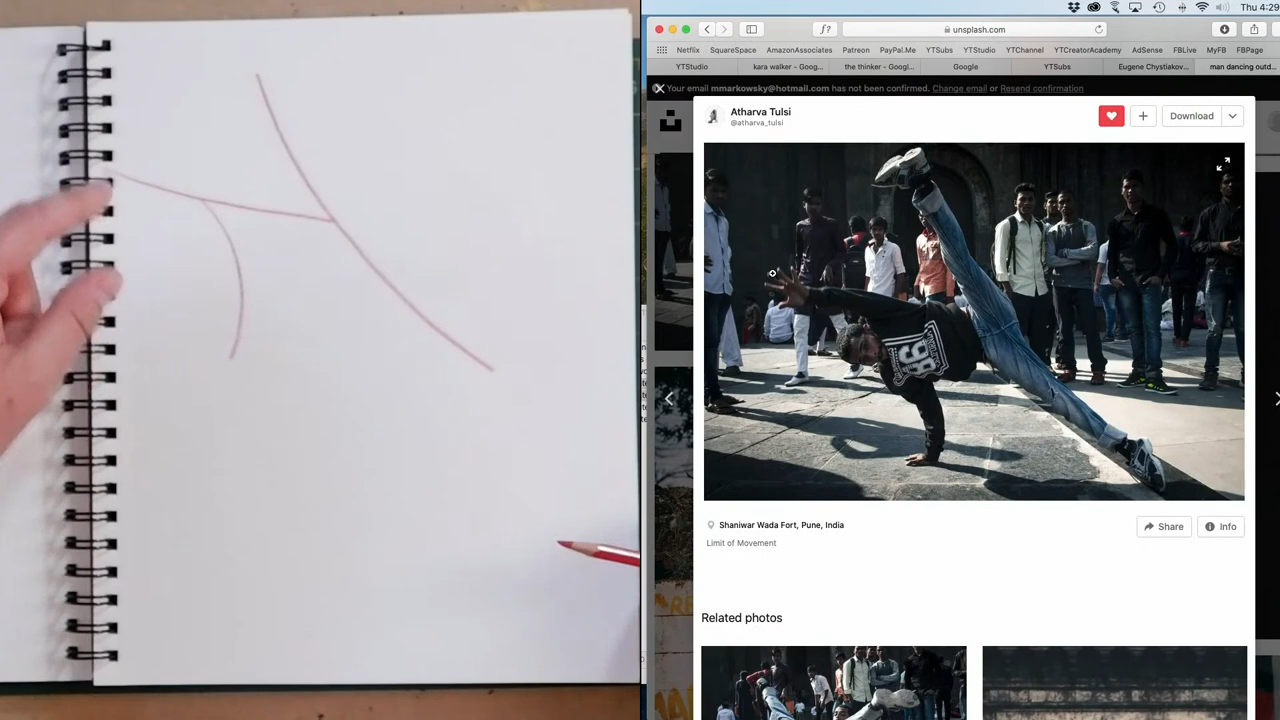 Thu 4:29
unsplash.com
Netflix SquareSpace AmazonAssociates Patreon PayPal.Me YTSubs YTStudio YTChannel YTCreatorAcademy AdSense FBLive MyFB FBPage
YTStudio kara walker - Goog... the thinker - Googl... Google YTSubs Eugene Chystiakov... man dancing outd...
Your email mmarkowsky@hotmail.com has not been confirmed. Change email or Resend confirmation
Atharva Tulsi
@atharva_tulsi
Download
98
Shaniwar Wada Fort, Pune, India
Share Info
Limit of Movement
Related photos